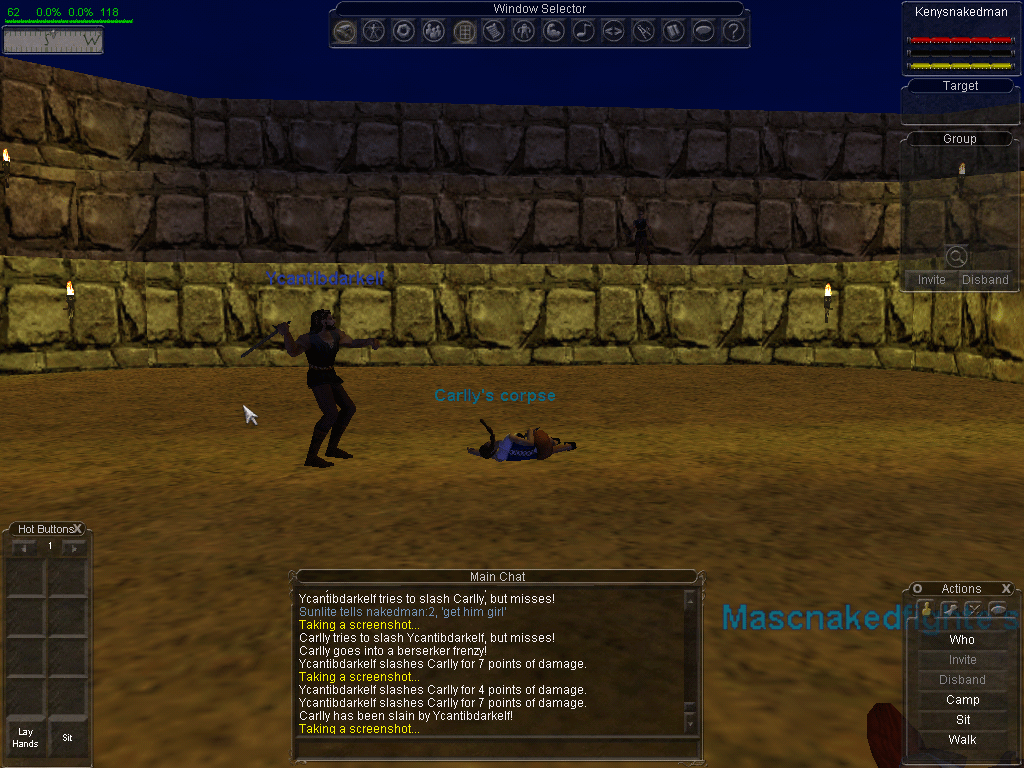 62 0.0% 0.0% 118
Window Selector
Kenysnakedman
W
Target
Group
Invite Disband
Ycantibdarkelf
Carlly's corpse
Hot Buttons X
1
Lay Hands
Sit
Main Chat
Ycantibdarkelf tries to slash Carlly, but misses!
Sunlite tells nakedman:2, 'get him girl'
Taking a screenshot...
Carlly tries to slash Ycantibdarkelf, but misses!
Carlly goes into a berserker frenzy!
Ycantibdarkelf slashes Carlly for 7 points of damage.
Taking a screenshot...
Ycantibdarkelf slashes Carlly for 4 points of damage.
Ycantibdarkelf slashes Carlly for 7 points of damage.
Carlly has been slain by Ycantibdarkelf!
Taking a screenshot...
Actions X
Who
Invite
Disband
Camp
Sit
Walk